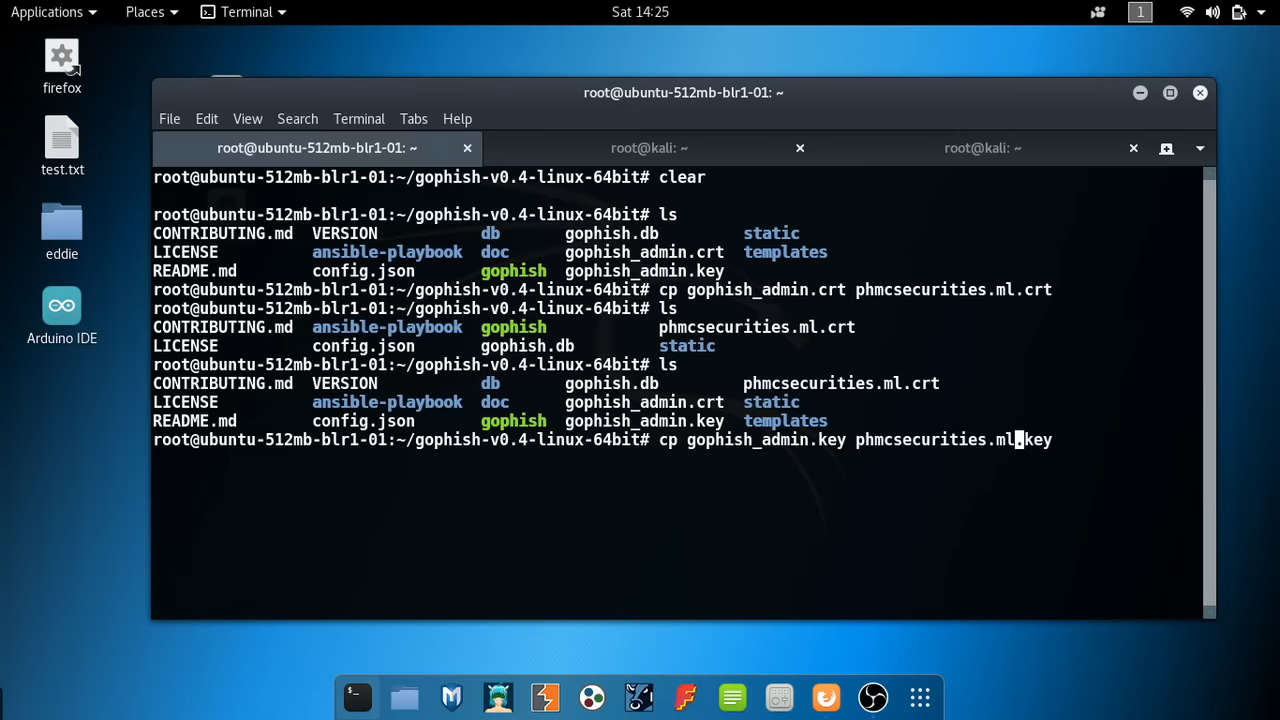 Applications Places Terminal Sat 14:25 1
firefox
test.txt
eddie
Arduino IDE
root@ubuntu-512mb-blr1-01: ~
File Edit View Search Terminal Tabs Help
root@ubuntu-512mb-blr1-01: ~ root@kali: ~ root@kali: ~
root@ubuntu-512mb-blr1-01:~/gophish-v0.4-linux-64bit# clear
root@ubuntu-512mb-blr1-01:~/gophish-v0.4-linux-64bit# ls
CONTRIBUTING.md VERSION db gophish.db static
LICENSE ansible-playbook doc gophish_admin.crt templates
README.md config.json gophish gophish_admin.key
root@ubuntu-512mb-blr1-01:~/gophish-v0.4-linux-64bit# cp gophish_admin.crt phmcsecurities.ml.crt
root@ubuntu-512mb-blr1-01:~/gophish-v0.4-linux-64bit# ls
CONTRIBUTING.md ansible-playbook gophish phmcsecurities.ml.crt
LICENSE config.json gophish.db static
root@ubuntu-512mb-blr1-01:~/gophish-v0.4-linux-64bit# ls
CONTRIBUTING.md VERSION db gophish.db phmcsecurities.ml.crt
LICENSE ansible-playbook doc gophish_admin.crt static
README.md config.json gophish gophish_admin.key templates
root@ubuntu-512mb-blr1-01:~/gophish-v0.4-linux-64bit# cp gophish_admin.key phmcsecurities.ml.key